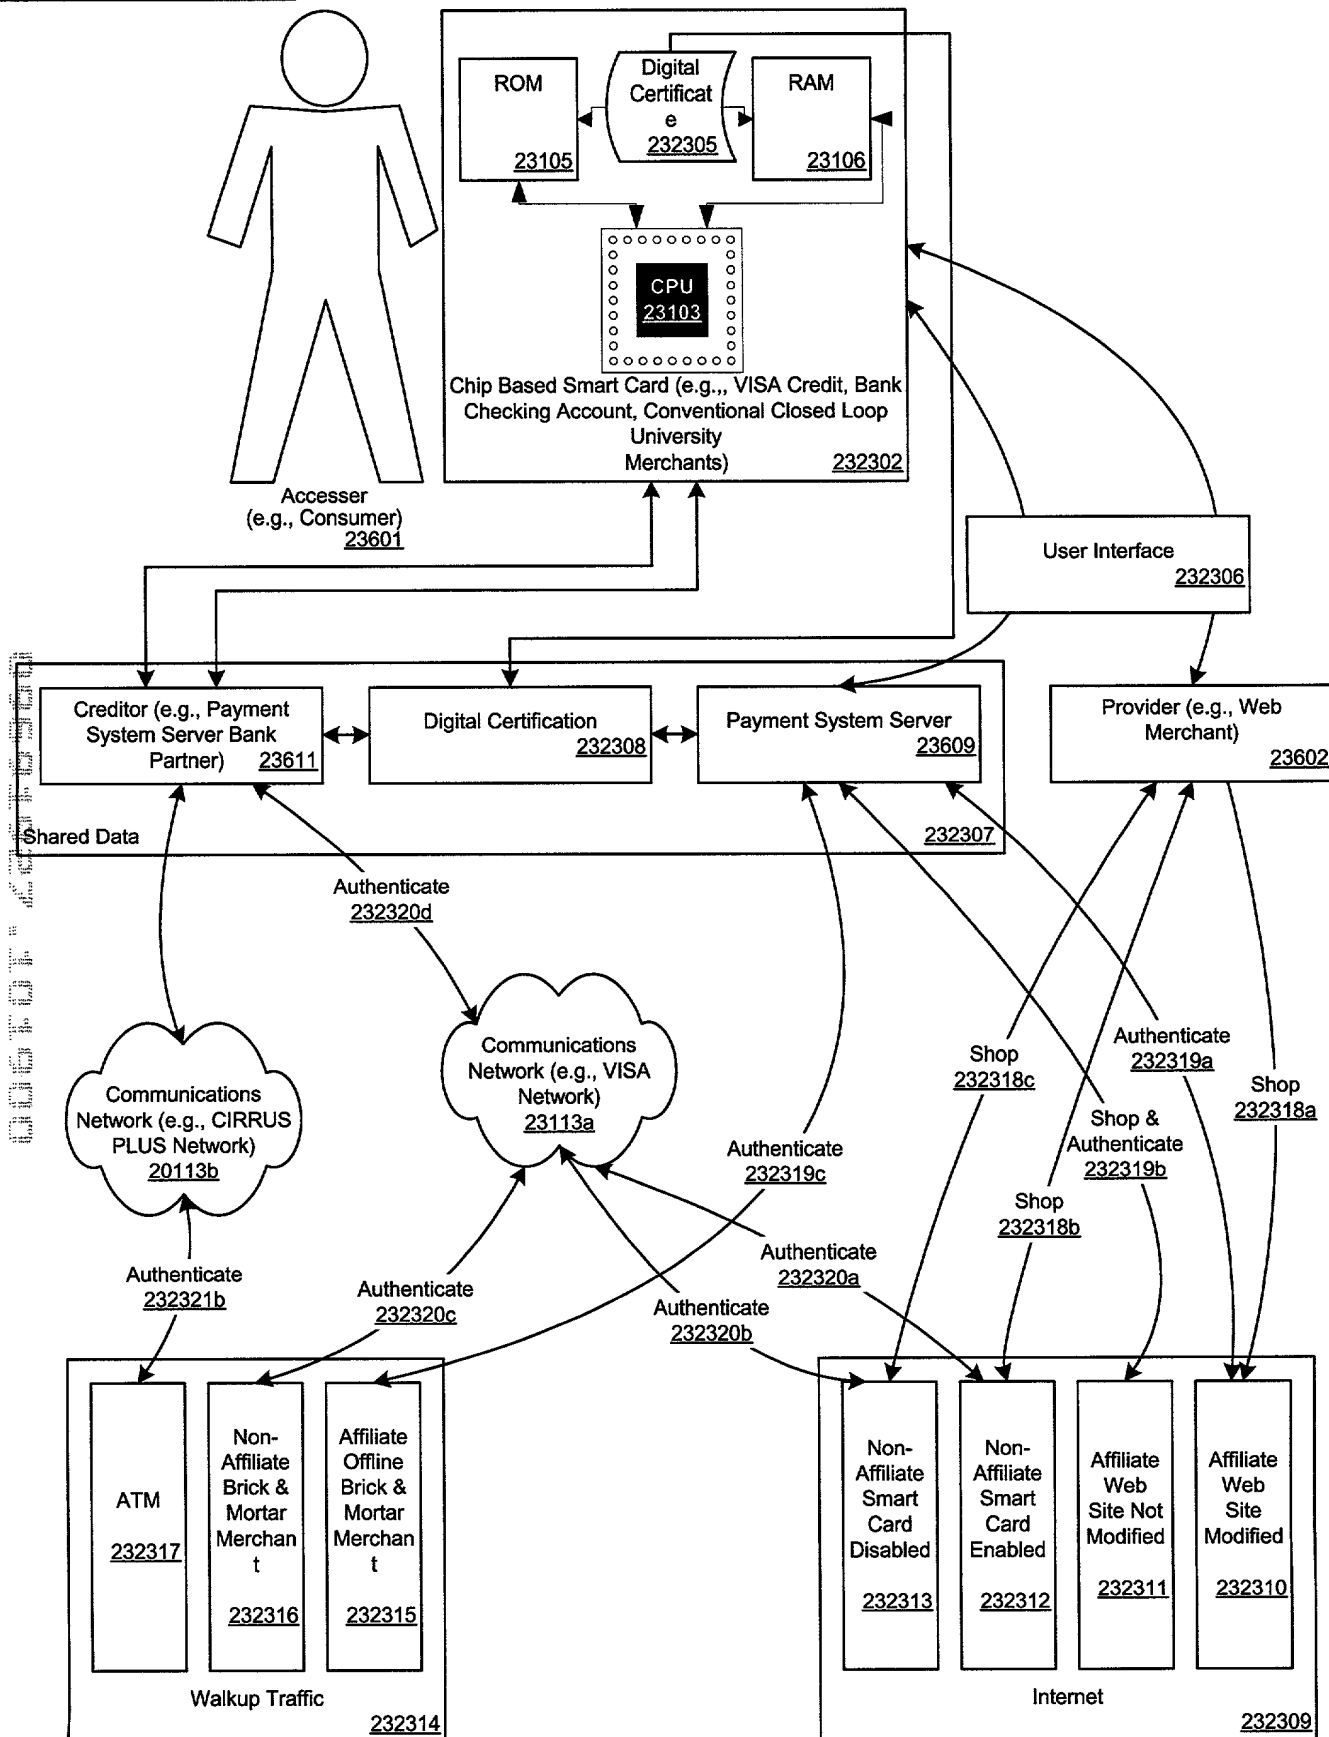 ROM
23105
Digital
Certificat
e
232305
RAM
23106
CPU
23103
Chip Based Smart Card (e.g.,, VISA Credit, Bank
Checking Account, Conventional Closed Loop
University
Merchants)
232302
Accesser
(e.g., Consumer)
23601
User Interface
232306
Creditor (e.g., Payment
System Server Bank
Partner)
23611
Digital Certification
232308
Payment System Server
23609
Provider (e.g., Web
Merchant)
23602
Shared Data
232307
Authenticate
232320d
Communications
Network (e.g., CIRRUS
PLUS Network)
20113b
Communications
Network (e.g., VISA
Network)
23113a
Shop
232318c
Authenticate
232319a
Shop
232318a
Shop &
Authenticate
232319b
Authenticate
232319c
Shop
232318b
Authenticate
232321b
Authenticate
232320c
Authenticate
232320a
Authenticate
232320b
ATM
232317
Non-
Affiliate
Brick &
Mortar
Merchan
t
232316
Affiliate
Offline
Brick &
Mortar
Merchan
t
232315
Walkup Traffic
232314
Non-
Affiliate
Smart
Card
Disabled
232313
Non-
Affiliate
Smart
Card
Enabled
232312
Affiliate
Web
Site Not
Modified
232311
Affiliate
Web
Site
Modified
232310
Internet
232309